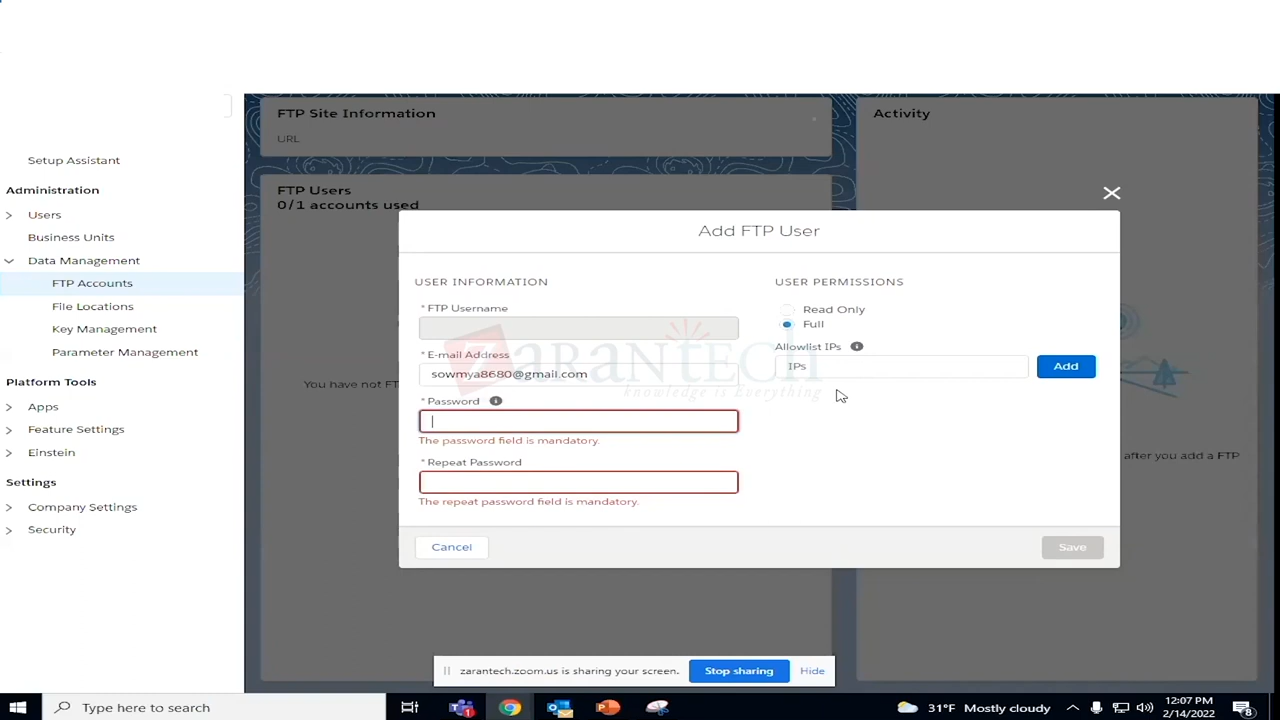 FTP Site Information
URL
Activity
Setup Assistant
Administration
Users
Business Units
Data Management
FTP Accounts
File Locations
Key Management
Parameter Management
Platform Tools
Apps
Feature Settings
Einstein
Settings
Company Settings
Security
FTP Users
0/1 accounts used
You have not FT
after you add a FTP
Add FTP User
USER INFORMATION
* FTP Username
E-mail Address
sowmya8680@gmail.com
* Password
The password field is mandatory.
* Repeat Password
The repeat password field is mandatory.
USER PERMISSIONS
Read Only
Full
Allowlist IPs
IPs
Add
zarantech
knowledge is Everything
Cancel
Save
zarantech.zoom.us is sharing your screen.
Stop sharing
Hide
Type here to search
31°F Mostly cloudy
12:07 PM
2/14/2022